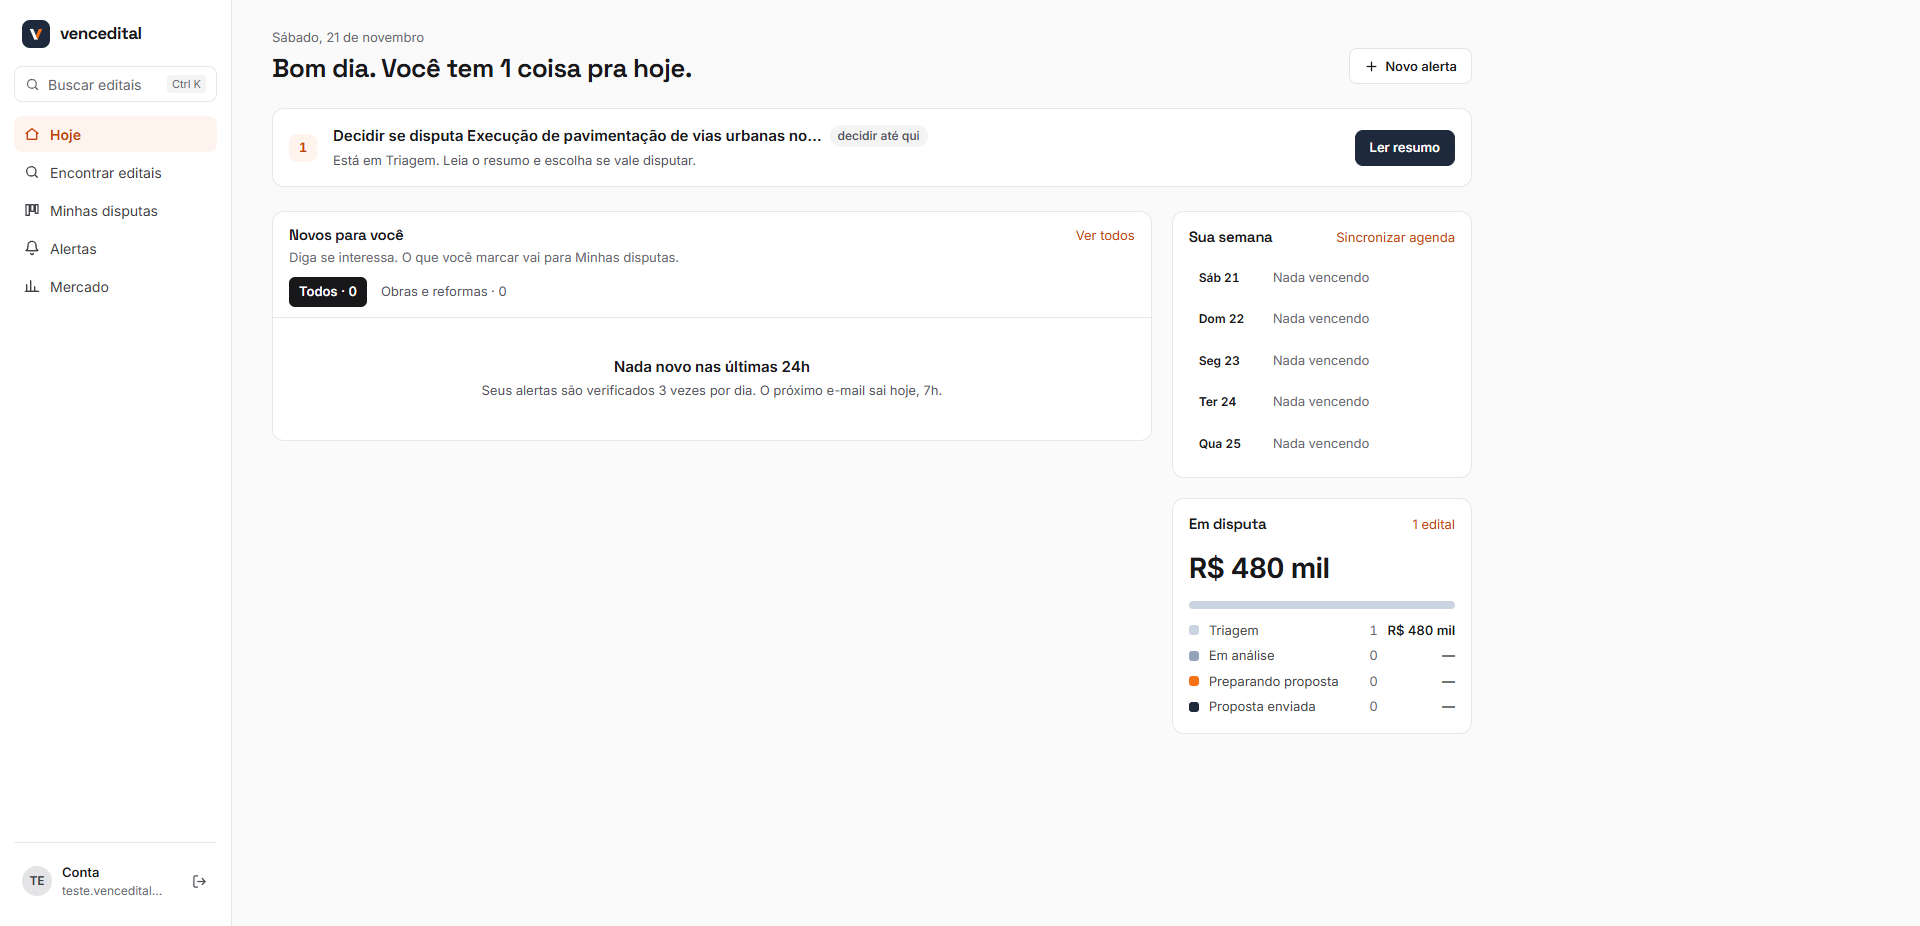 vencedital
Buscar editais Ctrl K
Hoje
Encontrar editais
Minhas disputas
Alertas
Mercado
TE
Conta
teste.vencedital...
Sábado, 21 de novembro
Bom dia. Você tem 1 coisa pra hoje.
+ Novo alerta
1
Decidir se disputa Execução de pavimentação de vias urbanas no... decidir até qui
Está em Triagem. Leia o resumo e escolha se vale disputar.
Ler resumo
Novos para você
Ver todos
Diga se interessa. O que você marcar vai para Minhas disputas.
Todos · 0 Obras e reformas · 0
Nada novo nas últimas 24h
Seus alertas são verificados 3 vezes por dia. O próximo e-mail sai hoje, 7h.
Sua semana Sincronizar agenda
Sáb 21 Nada vencendo
Dom 22 Nada vencendo
Seg 23 Nada vencendo
Ter 24 Nada vencendo
Qua 25 Nada vencendo
Em disputa 1 edital
R$ 480 mil
Triagem 1 R$ 480 mil
Em análise 0 —
Preparando proposta 0 —
Proposta enviada 0 —